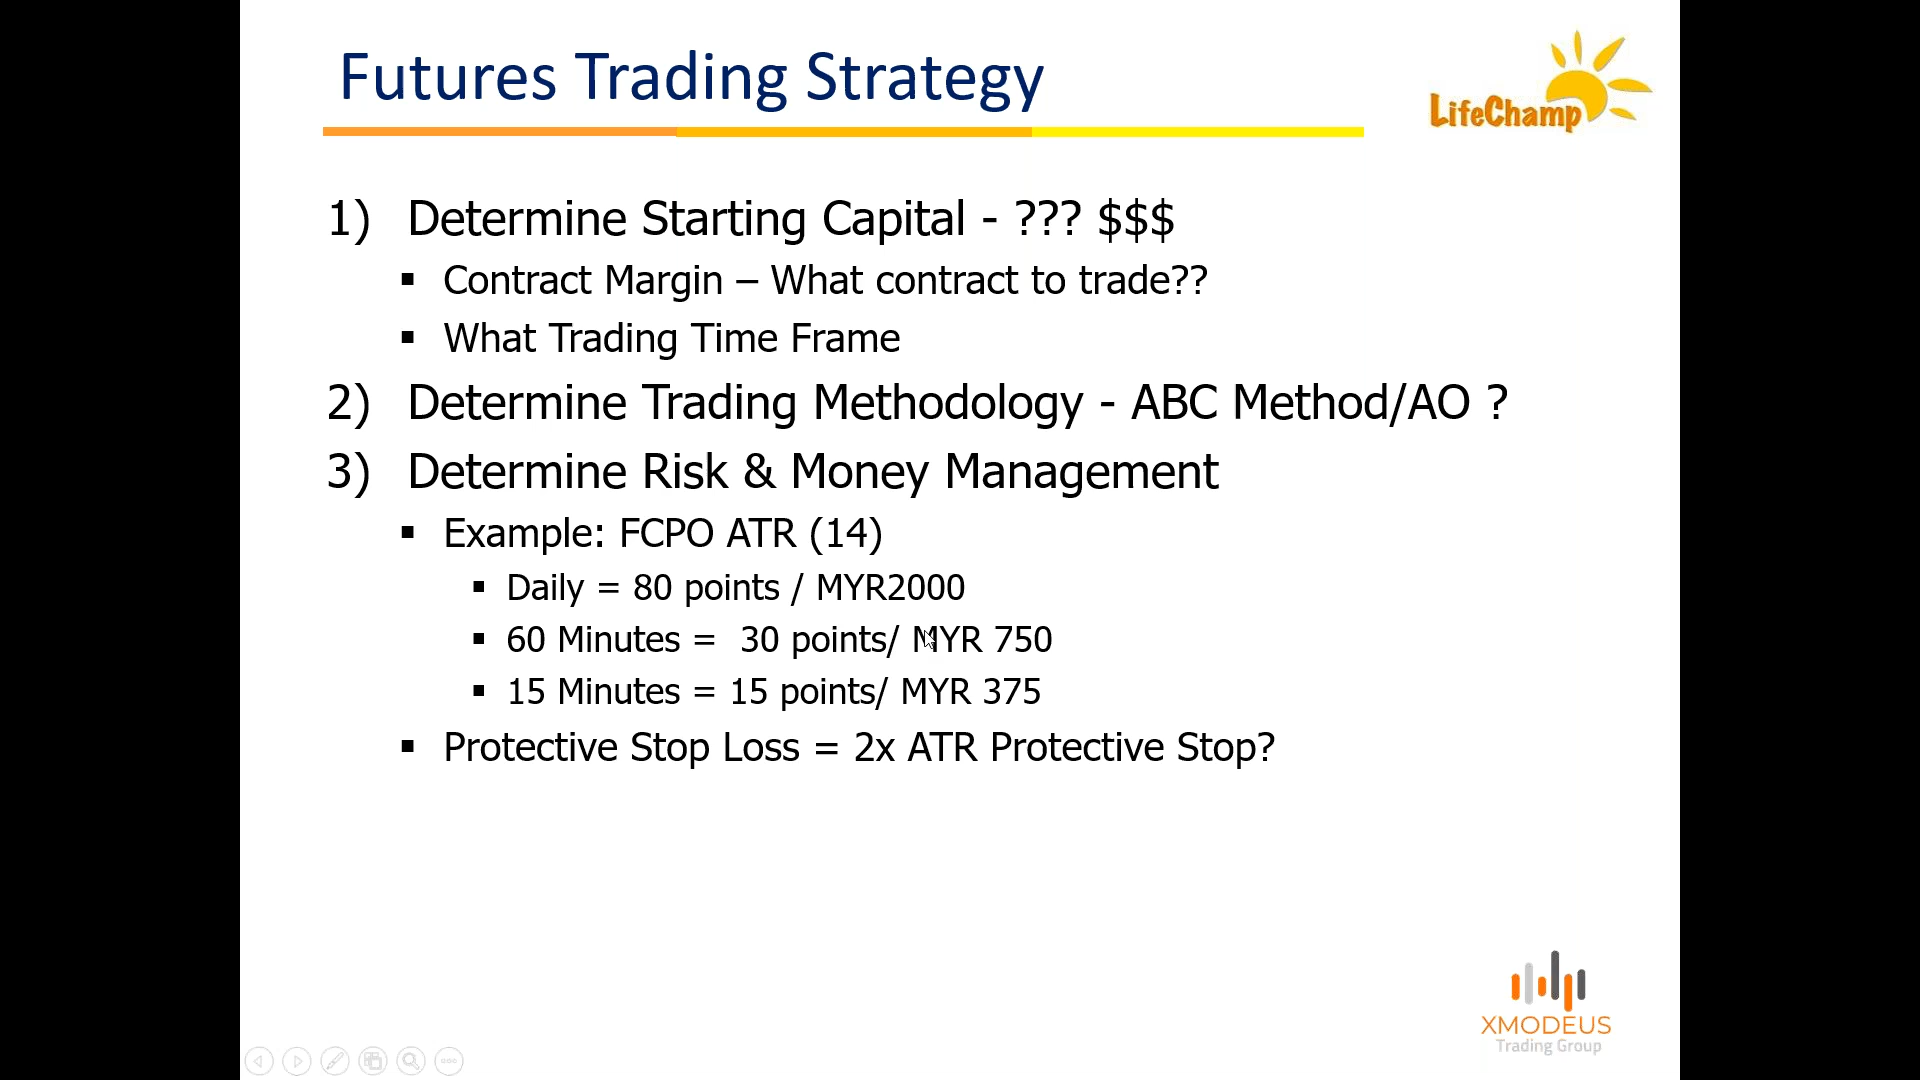 Futures Trading Strategy
LifeChamp
1) Determine Starting Capital - ??? $$$
▪ Contract Margin – What contract to trade??
▪ What Trading Time Frame
2) Determine Trading Methodology - ABC Method/AO ?
3) Determine Risk & Money Management
▪ Example: FCPO ATR (14)
▪ Daily = 80 points / MYR2000
▪ 60 Minutes =  30 points/ MYR 750
▪ 15 Minutes = 15 points/ MYR 375
▪ Protective Stop Loss = 2x ATR Protective Stop?
XMODEUS
Trading Group